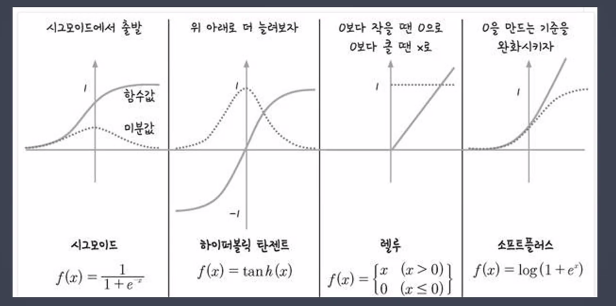 시그모이드에서 출발
1
함수값
미분값
시그모이드
f(x) = 1/(1+e^-x)
위 아래로 더 늘려보자
1
-1
하이퍼볼릭 탄젠트
f(x) = tanh(x)
0보다 작을 땐 0으로
0보다 클 땐 x로
1
렐루
f(x) = {x (x>0)
0 (x≤0)}
0을 만드는 기준을
완화시키자
1
소프트플러스
f(x) = log(1+e^x)